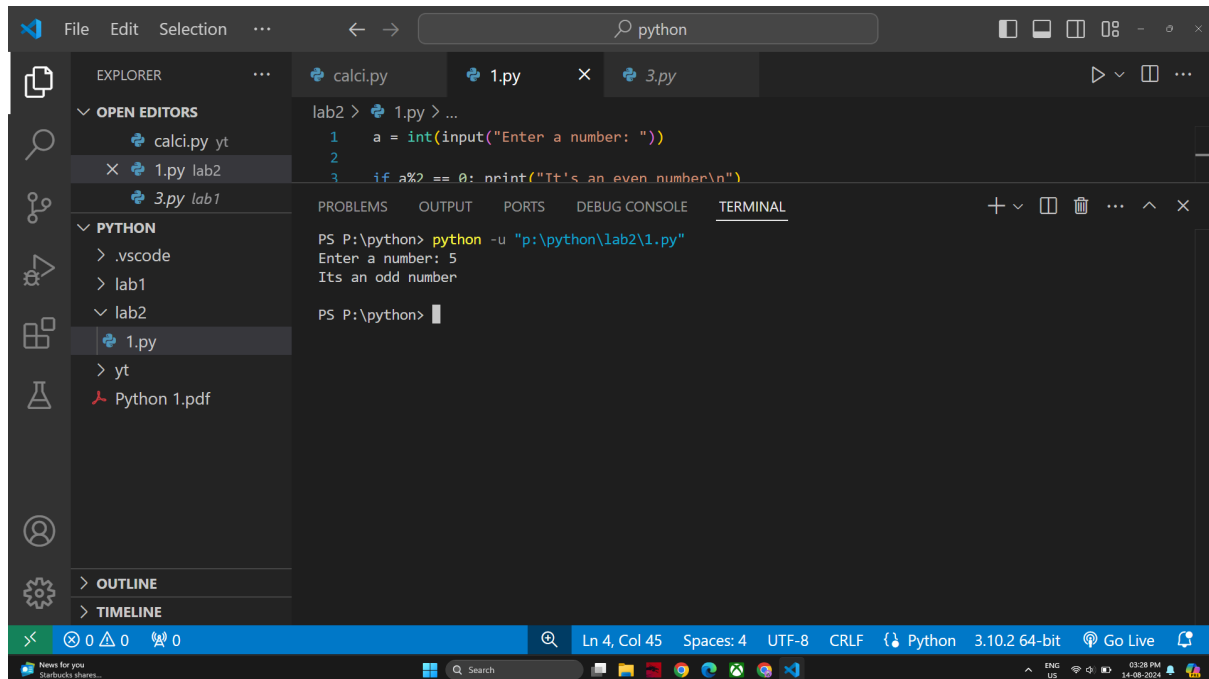 File Edit Selection ··· python
EXPLORER ···
OPEN EDITORS
calci.py yt
1.py lab2
3.py lab1
PYTHON
.vscode
lab1
lab2
1.py
yt
Python 1.pdf
OUTLINE
TIMELINE
calci.py 1.py 3.py
lab2 > 1.py > ...
1 a = int(input("Enter a number: "))
2
3 if a%2 == 0: print("It's an even number\n")
PROBLEMS OUTPUT PORTS DEBUG CONSOLE TERMINAL
PS P:\python> python -u "p:\python\lab2\1.py"
Enter a number: 5
Its an odd number
PS P:\python>
0 0 0 Ln 4, Col 45 Spaces: 4 UTF-8 CRLF Python 3.10.2 64-bit Go Live
News for you
Starbucks shares...
Search
ENG
US
03:28 PM
14-08-2024